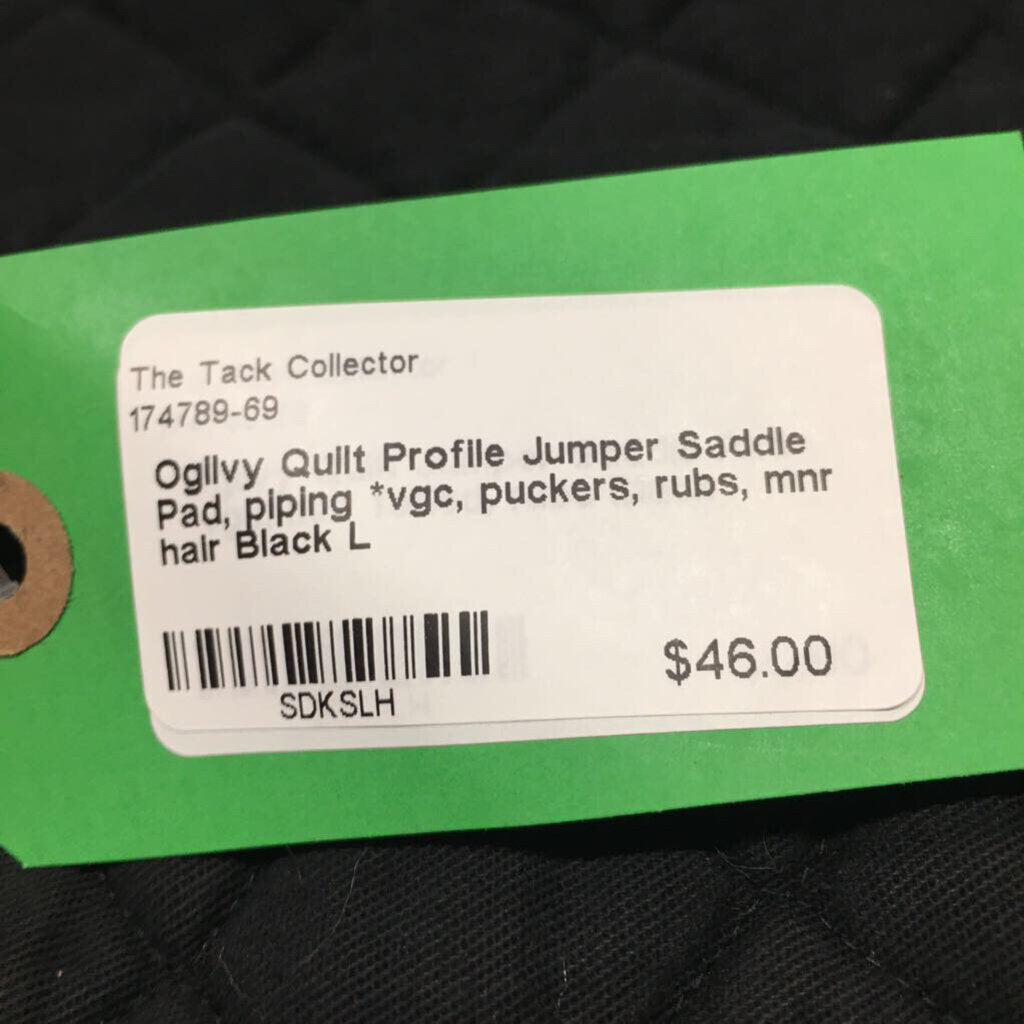 The Tack Collector
174789-69
Ogilvy Quilt Profile Jumper Saddle
Pad, piping *vgc, puckers, rubs, mnr
hair Black L
SDKSLH
$46.00